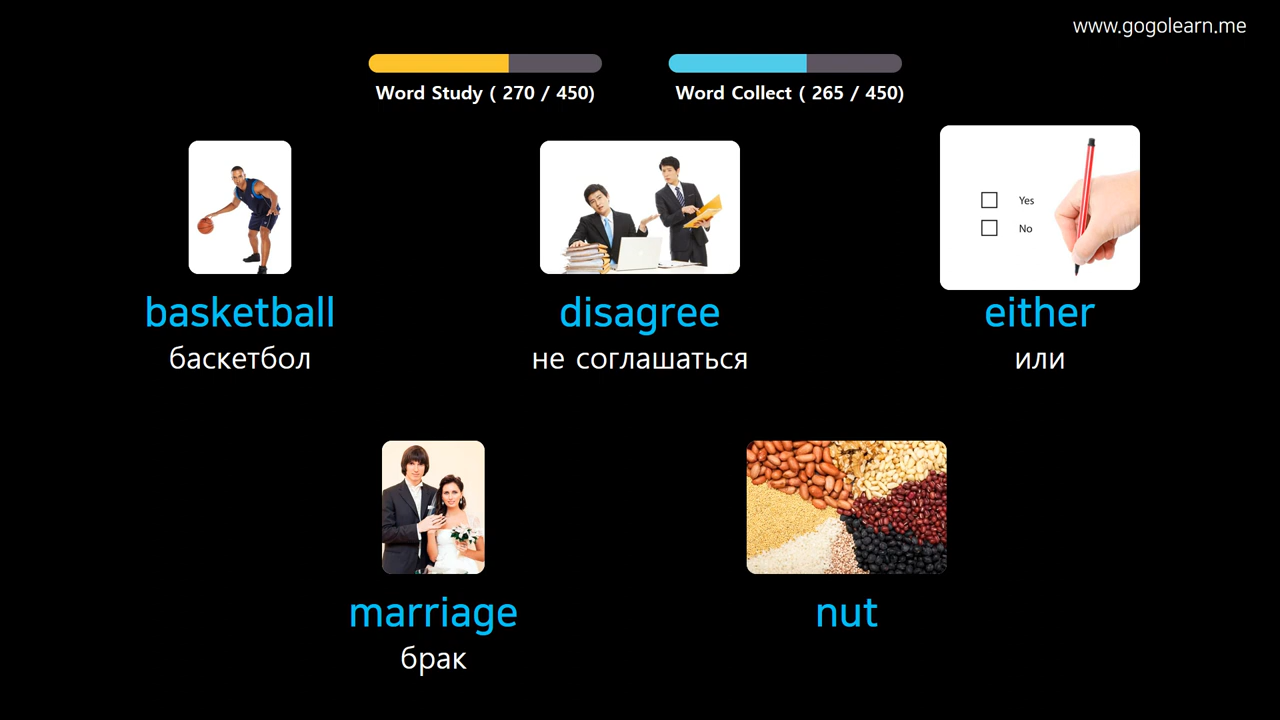 www.gogolearn.me
Word Study ( 270 / 450)
Word Collect ( 265 / 450)
Yes
No
basketball
disagree
either
баскетбол
не соглашаться
или
marriage
nut
брак